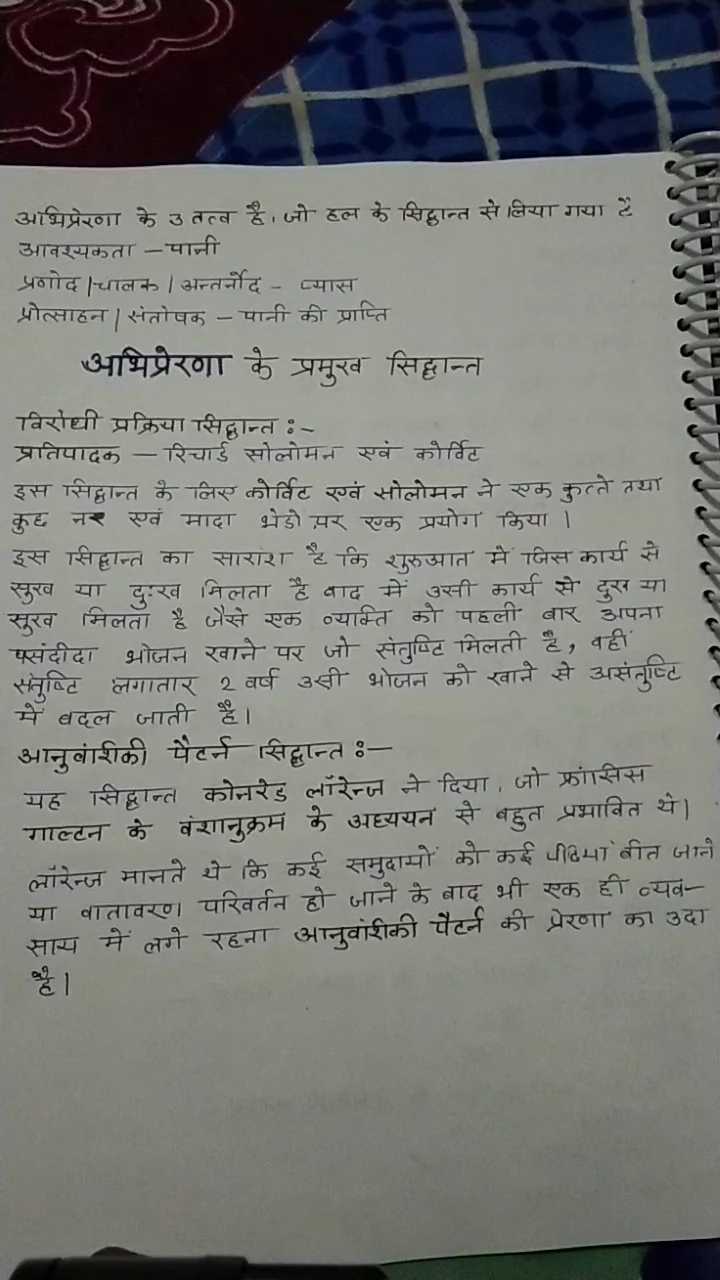 अभिप्रेरणा के 3 तत्व है, जो हल के सिद्धान्त से लिया गया है
आवश्यकता – पानी
प्रणोद | चालक | अन्तर्नोद - प्यास
प्रोत्साहन | संतोषक – पानी की प्राप्ति
अभिप्रेरणा के प्रमुख सिद्धान्त
विरोधी प्रक्रिया सिद्धान्त :-
प्रतिपादक – रिचार्ड सोलोमन एवं कोर्विट
इस सिद्धान्त के लिए कोर्विट एवं सोलोमन ने एक कुत्ते तथा
कुछ नर एवं मादा भेडो पर एक प्रयोग किया ।
इस सिद्धान्त का सारांश है कि शुरुआत में जिस कार्य से
सुख या दुःख मिलता है बाद में उसी कार्य से दुख या
सुख मिलता है जैसे एक व्यक्ति को पहली बार अपना
पसंदीदा भोजन खाने पर जो संतुष्टि मिलती है, वही
संतुष्टि लगातार 2 वर्ष उसी भोजन को खाने से असंतुष्टि
में बदल जाती है।
आनुवांशिकी पैटर्न सिद्धान्त :–
यह सिद्धान्त कोनरेड लॉरेन्ज ने दिया, जो फ्रांसिस
गाल्टन के वंशानुक्रम के अध्ययन से बहुत प्रभावित थे।
लॉरेन्ज मानते थे कि कई समुदायों को कई पीढियां बीत जाने
या वातावरण परिवर्तन हो जाने के बाद भी एक ही व्यव–
साय में लगे रहना आनुवांशिकी पैटर्न की प्रेरणा का उदा
है।